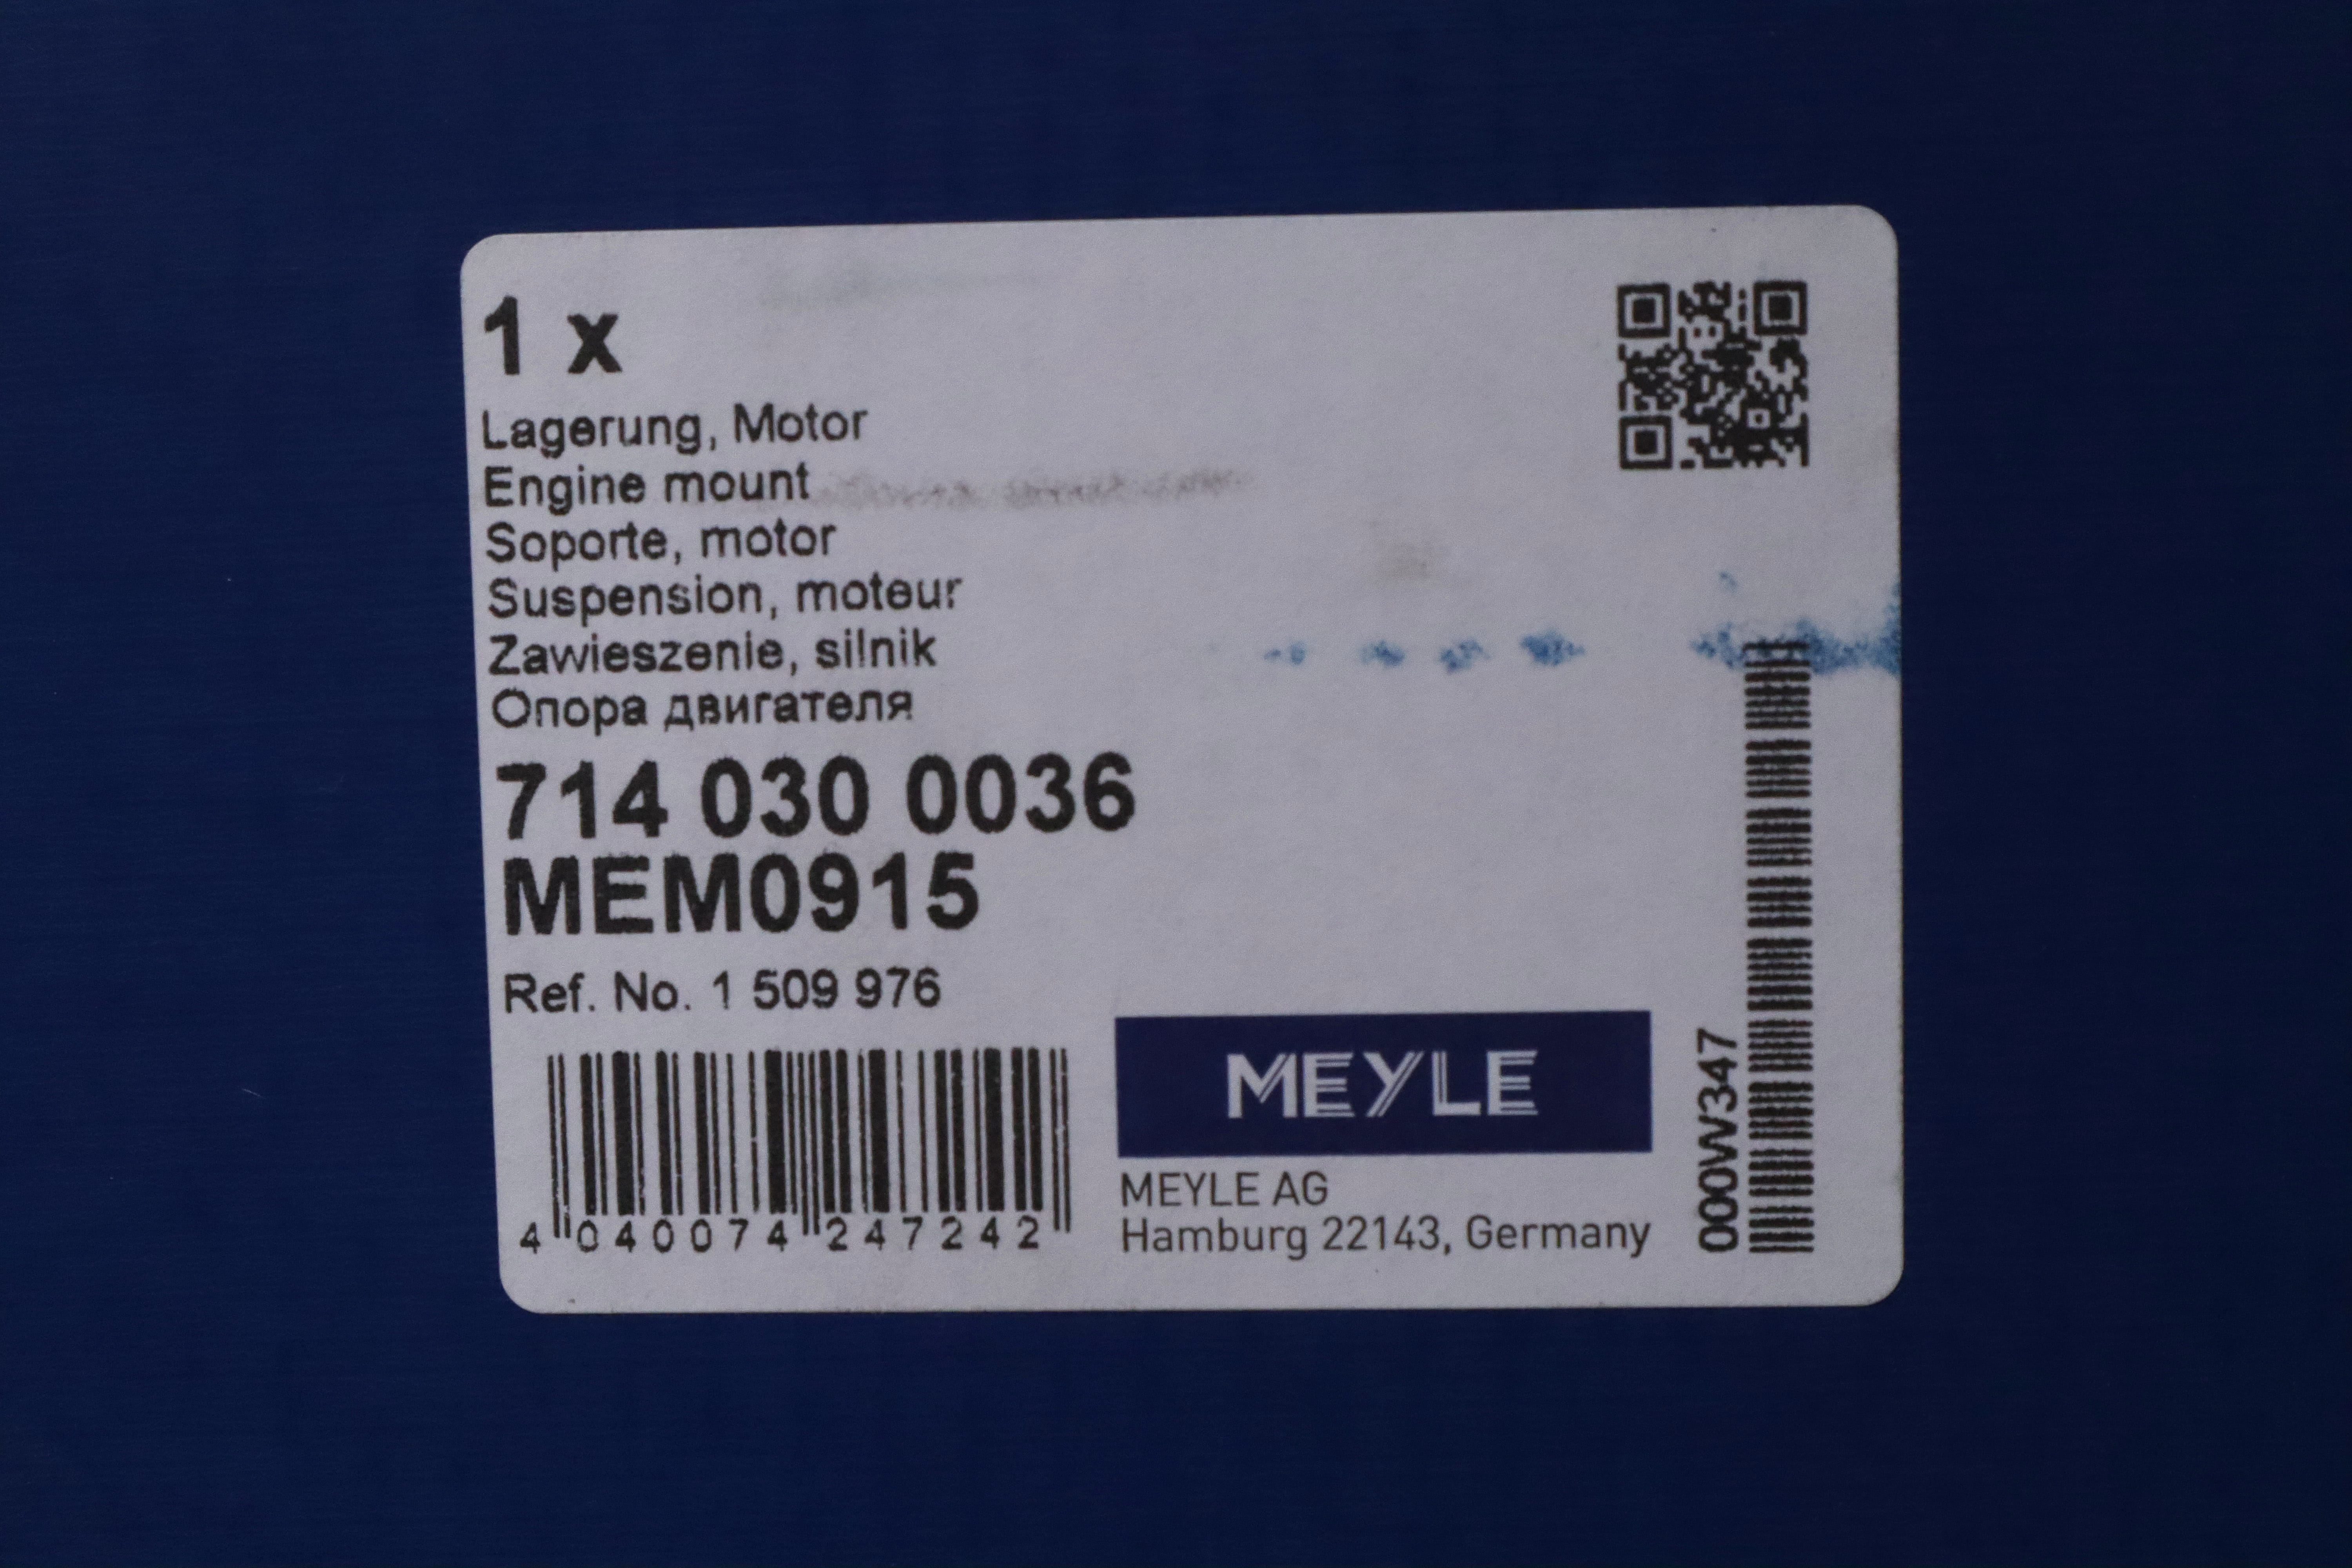 1 x
Lagerung, Motor
Engine mount
Soporte, motor
Suspension, moteur
Zawieszenie, silnik
Опора двигателя
714 030 0036
MEM0915
Ref. No. 1 509 976
4 040074 247242
MEYLE
MEYLE AG
Hamburg 22143, Germany
000W347